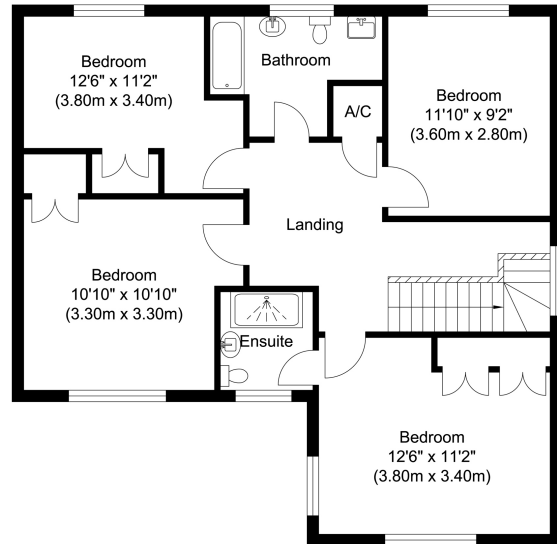 Bedroom
12'6" x 11'2"
(3.80m x 3.40m)
Bathroom
A/C
Bedroom
11'10" x 9'2"
(3.60m x 2.80m)
Landing
Bedroom
10'10" x 10'10"
(3.30m x 3.30m)
Ensuite
Bedroom
12'6" x 11'2"
(3.80m x 3.40m)